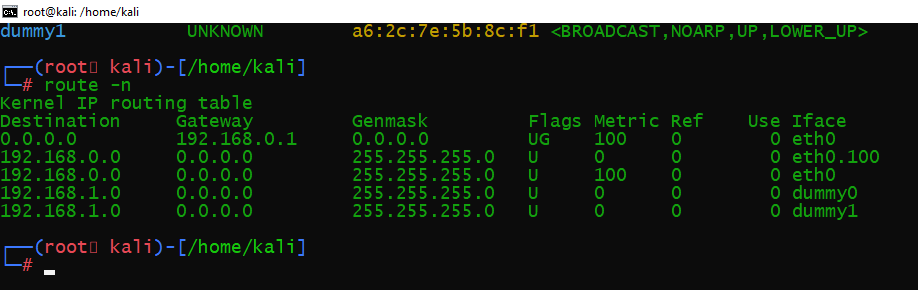 root@kali: /home/kali
dummy1 UNKNOWN a6:2c:7e:5b:8c:f1 <BROADCAST,NOARP,UP,LOWER_UP>
┌──(root▯ kali)-[/home/kali]
└─# route -n
Kernel IP routing table
Destination Gateway Genmask Flags Metric Ref Use Iface
0.0.0.0 192.168.0.1 0.0.0.0 UG 100 0 0 eth0
192.168.0.0 0.0.0.0 255.255.255.0 U 0 0 0 eth0.100
192.168.0.0 0.0.0.0 255.255.255.0 U 100 0 0 eth0
192.168.1.0 0.0.0.0 255.255.255.0 U 0 0 0 dummy0
192.168.1.0 0.0.0.0 255.255.255.0 U 0 0 0 dummy1
┌──(root▯ kali)-[/home/kali]
└─#